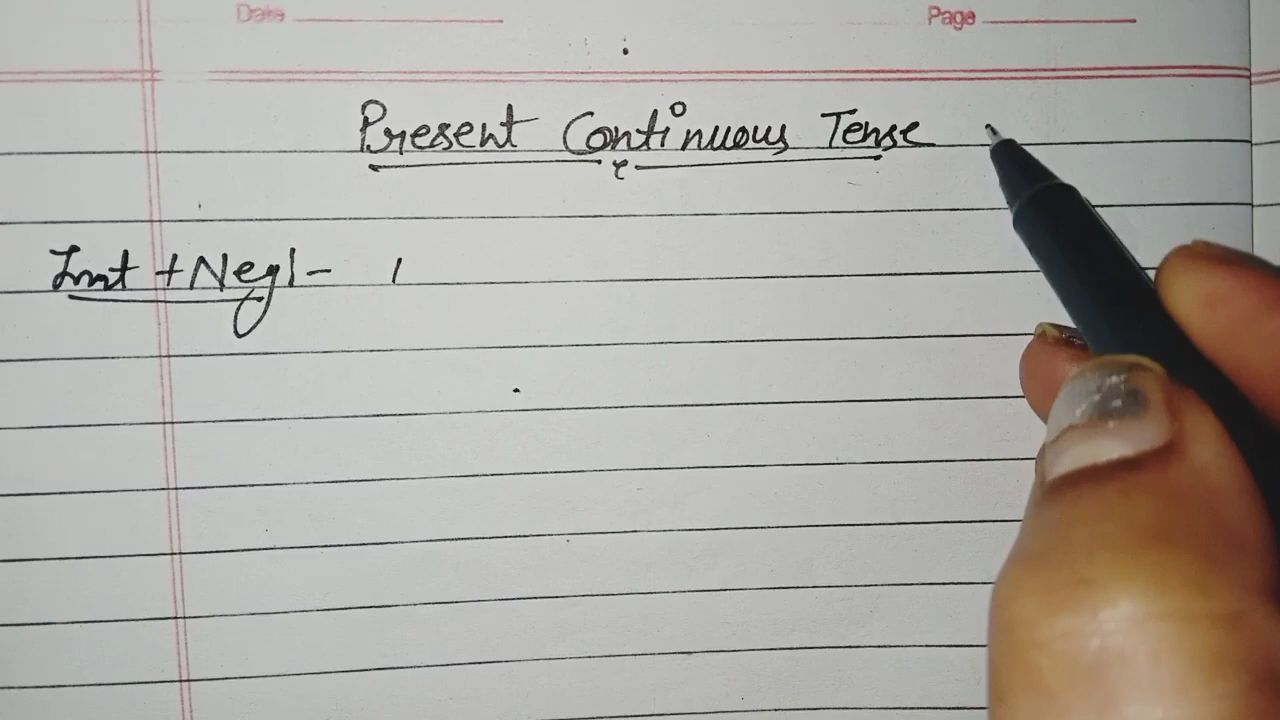 Date Page
Present Continuous Tense
Int + Neg |-